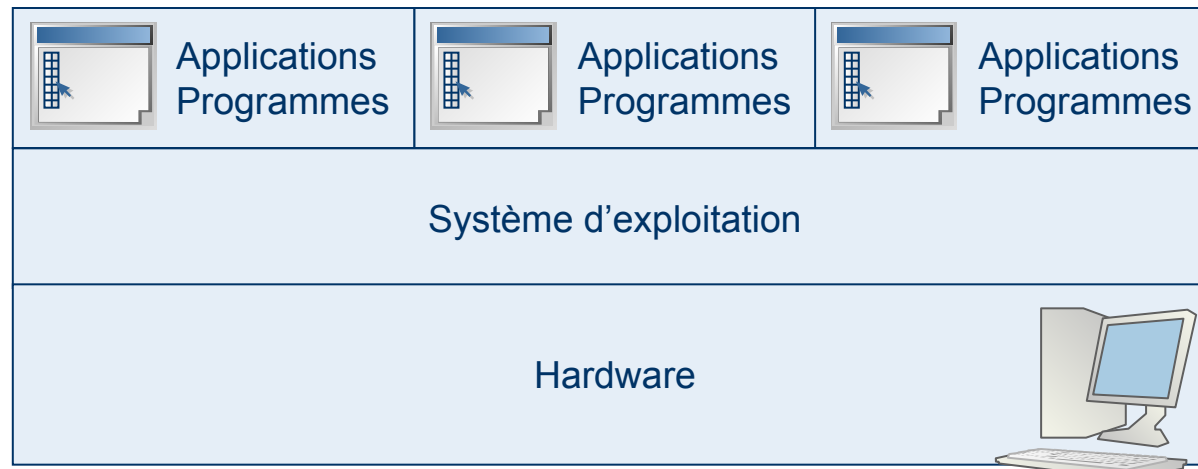 Applications
Programmes
Applications
Programmes
Applications
Programmes
Système d’exploitation
Hardware